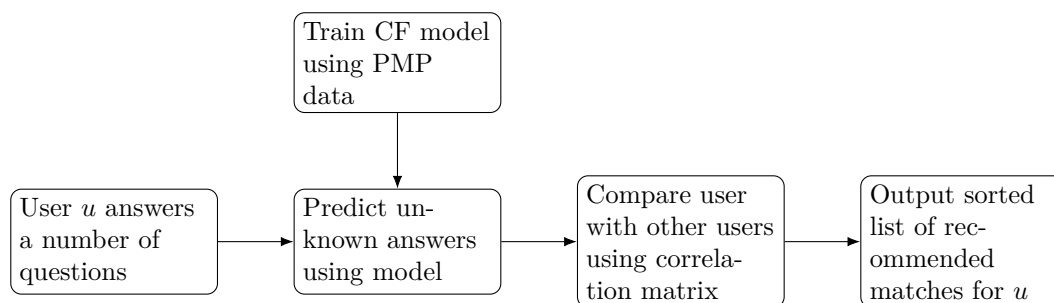 Train CF model
using PMP
data
User u answers
a number of
questions
Predict un-
known answers
using model
Compare user
with other users
using correla-
tion matrix
Output sorted
list of rec-
ommended
matches for u